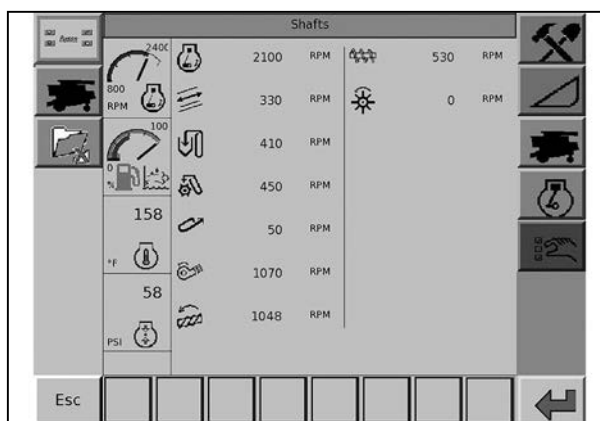 Shafts
2400
800
RPM
100
0
%
158
°F
58
PSI
2100 RPM
330 RPM
410 RPM
450 RPM
50 RPM
1070 RPM
1048 RPM
530 RPM
0 RPM
Esc